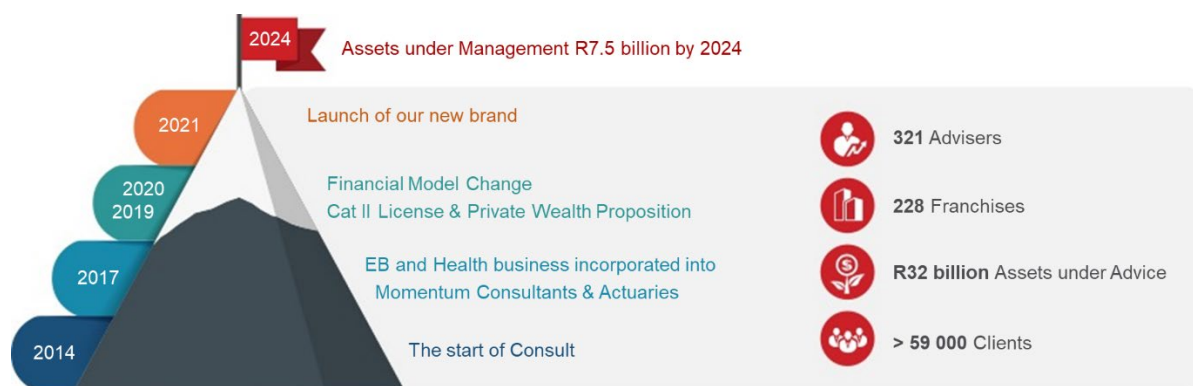 2024
Assets under Management R7.5 billion by 2024
2021
Launch of our new brand
2020
2019
Financial Model Change
Cat II License & Private Wealth Proposition
2017
EB and Health business incorporated into
Momentum Consultants & Actuaries
2014
The start of Consult
321 Advisers
228 Franchises
R32 billion Assets under Advice
> 59 000 Clients